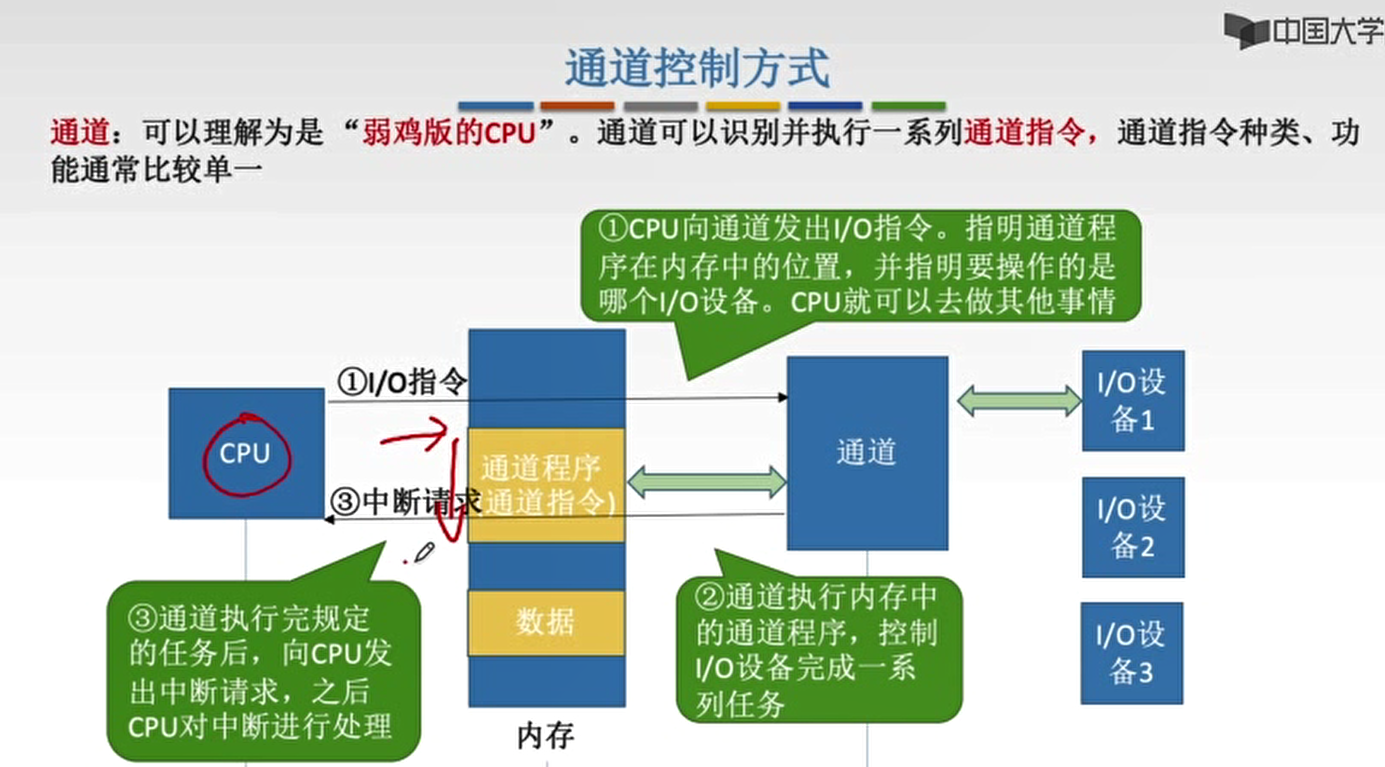 中国大学
通道控制方式
通道：可以理解为是“弱鸡版的CPU”。通道可以识别并执行一系列通道指令，通道指令种类、功
能通常比较单一
①CPU向通道发出I/O指令。指明通道程
序在内存中的位置，并指明要操作的是
哪个I/O设备。CPU就可以去做其他事情
①I/O指令
CPU
通道程序
通道指令)
③中断请求
数据
内存
通道
I/O设
备1
I/O设
备2
I/O设
备3
③通道执行完规定
的任务后，向CPU发
出中断请求，之后
CPU对中断进行处理
②通道执行内存中
的通道程序，控制
I/O设备完成一系
列任务